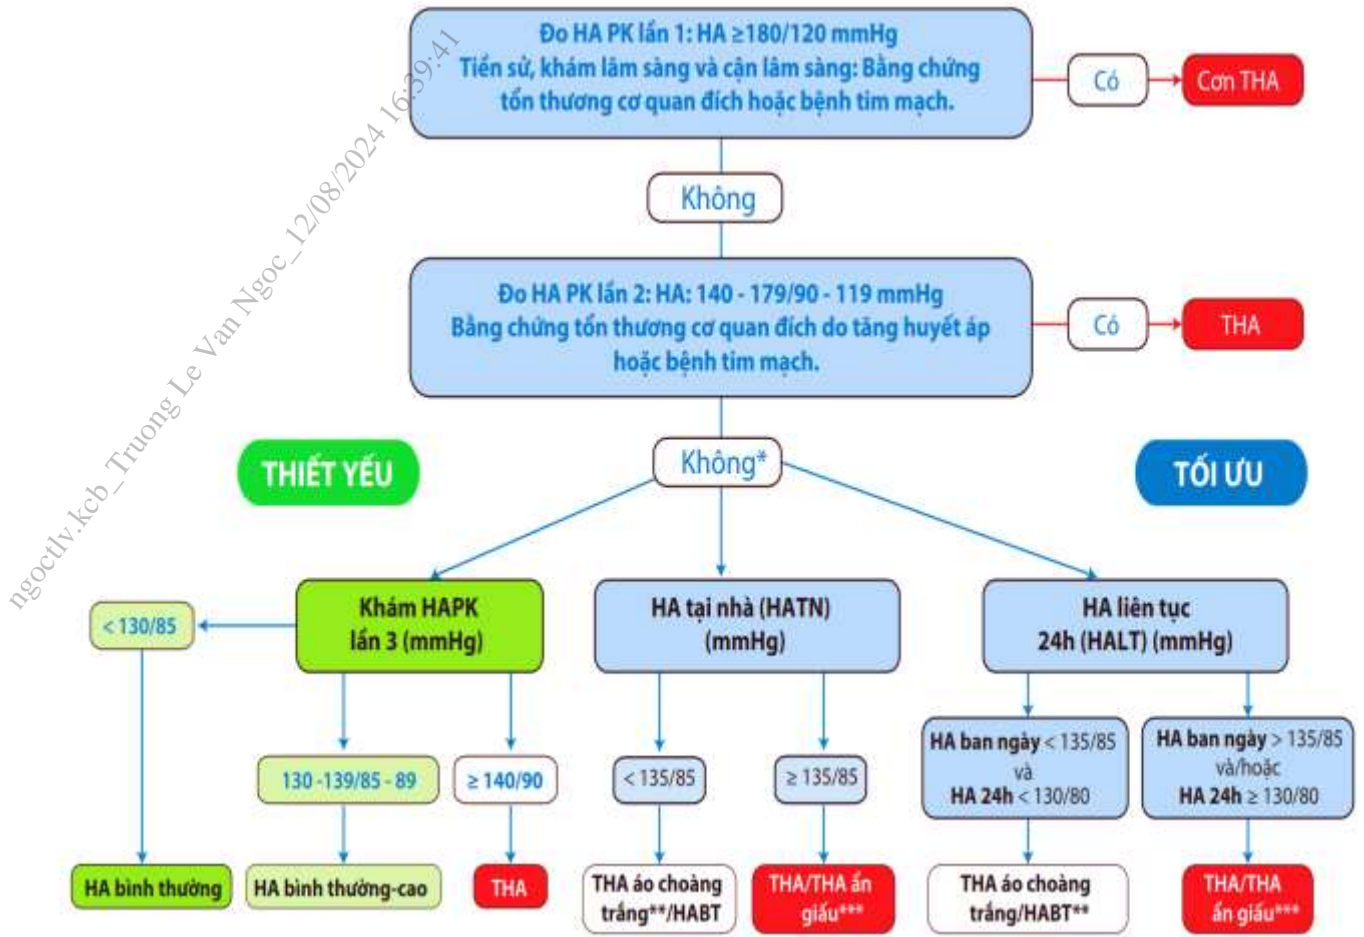 Đo HA PK lần 1: HA ≥180/120 mmHg
Tiền sử, khám lâm sàng và cận lâm sàng: Bằng chứng
tổn thương cơ quan đích hoặc bệnh tim mạch.
Có
Cơn THA
Không
Đo HA PK lần 2: HA: 140 - 179/90 - 119 mmHg
Bằng chứng tổn thương cơ quan đích do tăng huyết áp
hoặc bệnh tim mạch.
Có
THA
THIẾT YẾU
Không*
TỐI ƯU
ngoctlv.kcb_Truong Le Van Ngoc_12/08/2024 16:39:41
< 130/85
Khám HAPK
lần 3 (mmHg)
HA tại nhà (HATN)
(mmHg)
HA liên tục
24h (HALT) (mmHg)
130 -139/85 - 89
≥ 140/90
< 135/85
≥ 135/85
HA ban ngày < 135/85
và
HA 24h < 130/80
HA ban ngày > 135/85
và/hoặc
HA 24h ≥ 130/80
HA bình thường
HA bình thường-cao
THA
THA áo choàng
trắng**/HABT
THA/THA ẩn
giấu***
THA áo choàng
trắng/HABT**
THA/THA
ẩn giấu***